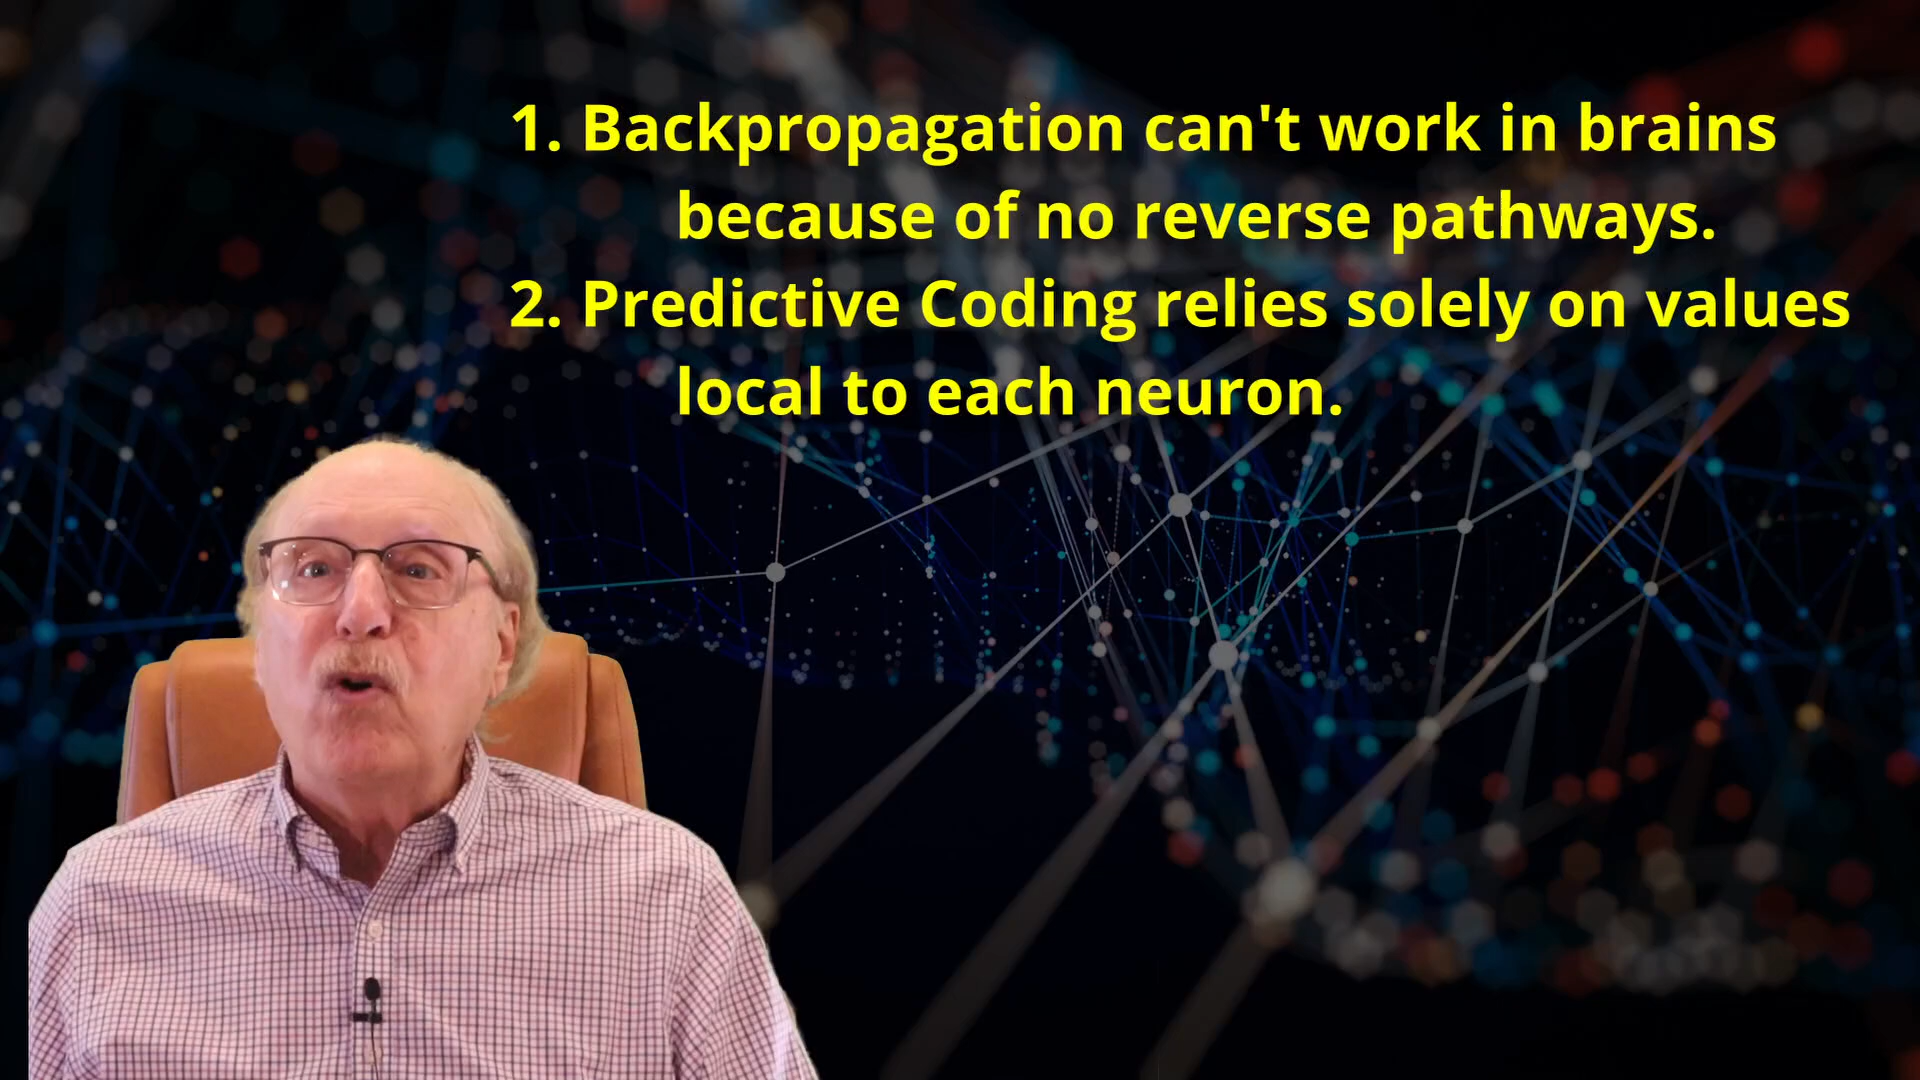 1. Backpropagation can't work in brains
because of no reverse pathways.
2. Predictive Coding relies solely on values
local to each neuron.